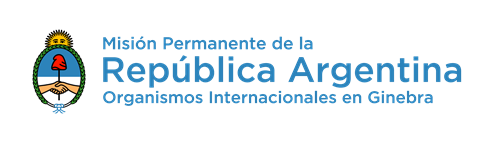 Misión Permanente de la
República Argentina
Organismos Internacionales en Ginebra